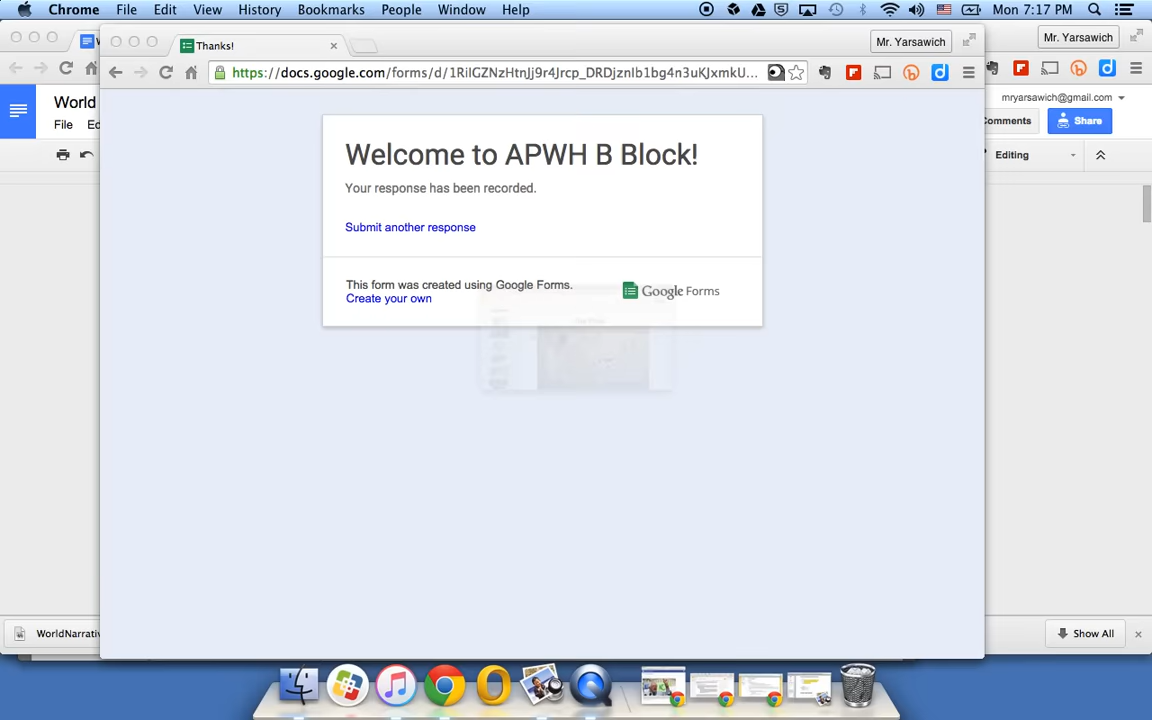 Chrome File Edit View History Bookmarks People Window Help Mon 7:17 PM
Thanks! Mr. Yarsawich Mr. Yarsawich
https://docs.google.com/forms/d/1RiIGZNzHtnJj9r4Jrcp_DRDjznIb1bg4n3uKJxmkU...
World mryarsawich@gmail.com
File Comments Share
Editing
Welcome to APWH B Block!
Your response has been recorded.
Submit another response
This form was created using Google Forms.
Create your own
Google Forms
WorldNarrativ Show All